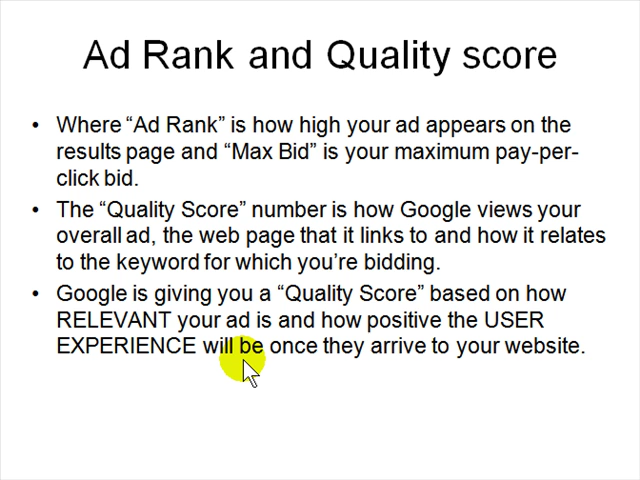 Ad Rank and Quality score
• Where “Ad Rank” is how high your ad appears on the
results page and “Max Bid” is your maximum pay-per-
click bid.
• The “Quality Score” number is how Google views your
overall ad, the web page that it links to and how it relates
to the keyword for which you’re bidding.
• Google is giving you a “Quality Score” based on how
RELEVANT your ad is and how positive the USER
EXPERIENCE will be once they arrive to your website.